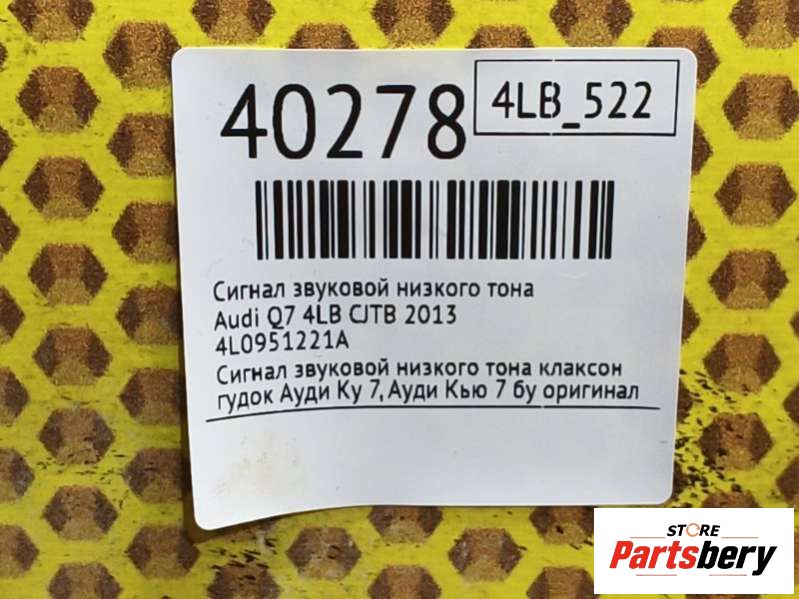 40278
4LB_522
Сигнал звуковой низкого тона
Audi Q7 4LB CJTB 2013
4L0951221A
Сигнал звуковой низкого тона клаксон
гудок Ауди Ку 7, Ауди Кью 7 бу оригинал
STORE
Partsbery